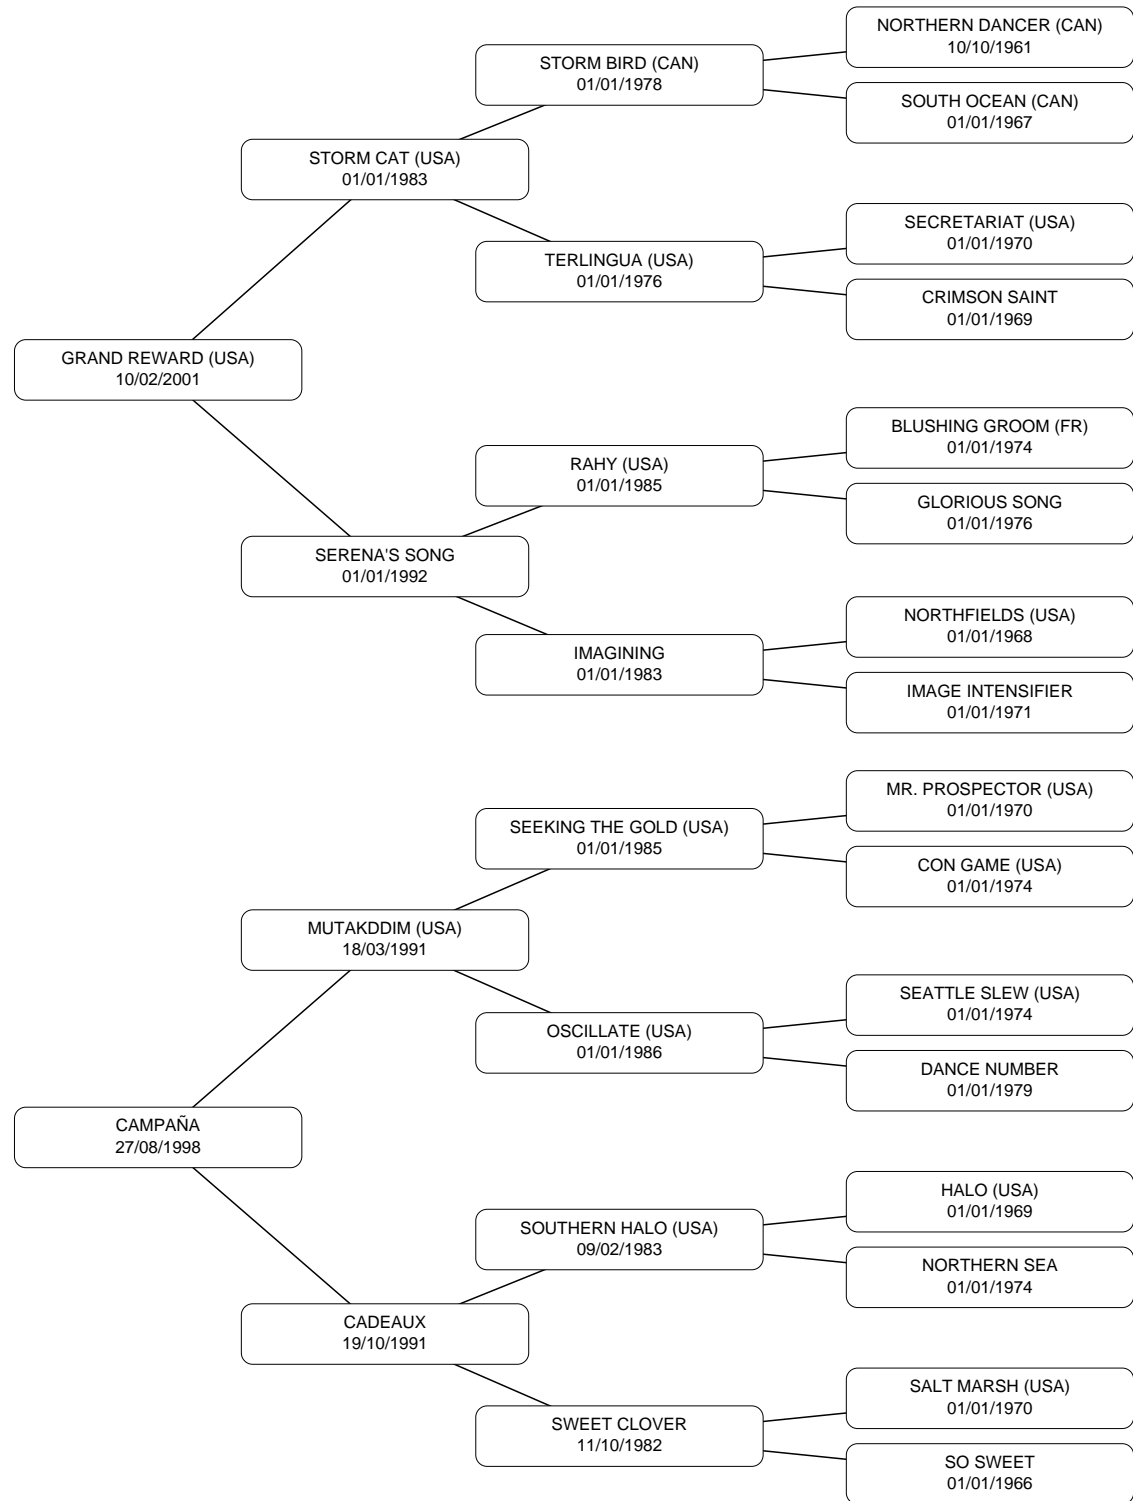 NORTHERN DANCER (CAN)
10/10/1961
STORM BIRD (CAN)
01/01/1978
SOUTH OCEAN (CAN)
01/01/1967
STORM CAT (USA)
01/01/1983
SECRETARIAT (USA)
01/01/1970
TERLINGUA (USA)
01/01/1976
CRIMSON SAINT
01/01/1969
GRAND REWARD (USA)
10/02/2001
BLUSHING GROOM (FR)
01/01/1974
RAHY (USA)
01/01/1985
GLORIOUS SONG
01/01/1976
SERENA'S SONG
01/01/1992
NORTHFIELDS (USA)
01/01/1968
IMAGINING
01/01/1983
IMAGE INTENSIFIER
01/01/1971
MR. PROSPECTOR (USA)
01/01/1970
SEEKING THE GOLD (USA)
01/01/1985
CON GAME (USA)
01/01/1974
MUTAKDDIM (USA)
18/03/1991
SEATTLE SLEW (USA)
01/01/1974
OSCILLATE (USA)
01/01/1986
DANCE NUMBER
01/01/1979
CAMPAÑA
27/08/1998
HALO (USA)
01/01/1969
SOUTHERN HALO (USA)
09/02/1983
NORTHERN SEA
01/01/1974
CADEAUX
19/10/1991
SALT MARSH (USA)
01/01/1970
SWEET CLOVER
11/10/1982
SO SWEET
01/01/1966